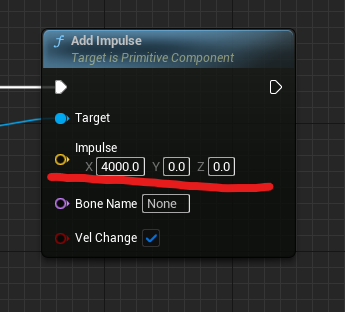 f Add Impulse
Target is Primitive Component
Target
Impulse
X 4000.0 Y 0.0 Z 0.0
Bone Name None
Vel Change